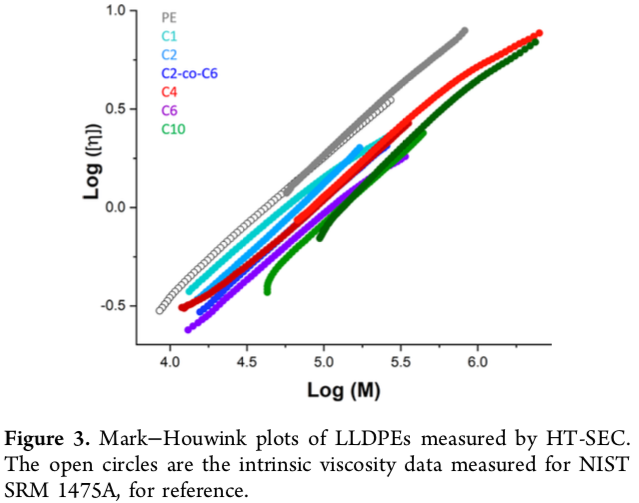 1.0
0.5
0.0
-0.5
Log ([η])
PE
C1
C2
C2-co-C6
C4
C6
C10
4.0 4.5 5.0 5.5 6.0
Log (M)
Figure 3. Mark−Houwink plots of LLDPEs measured by HT-SEC.
The open circles are the intrinsic viscosity data measured for NIST
SRM 1475A, for reference.